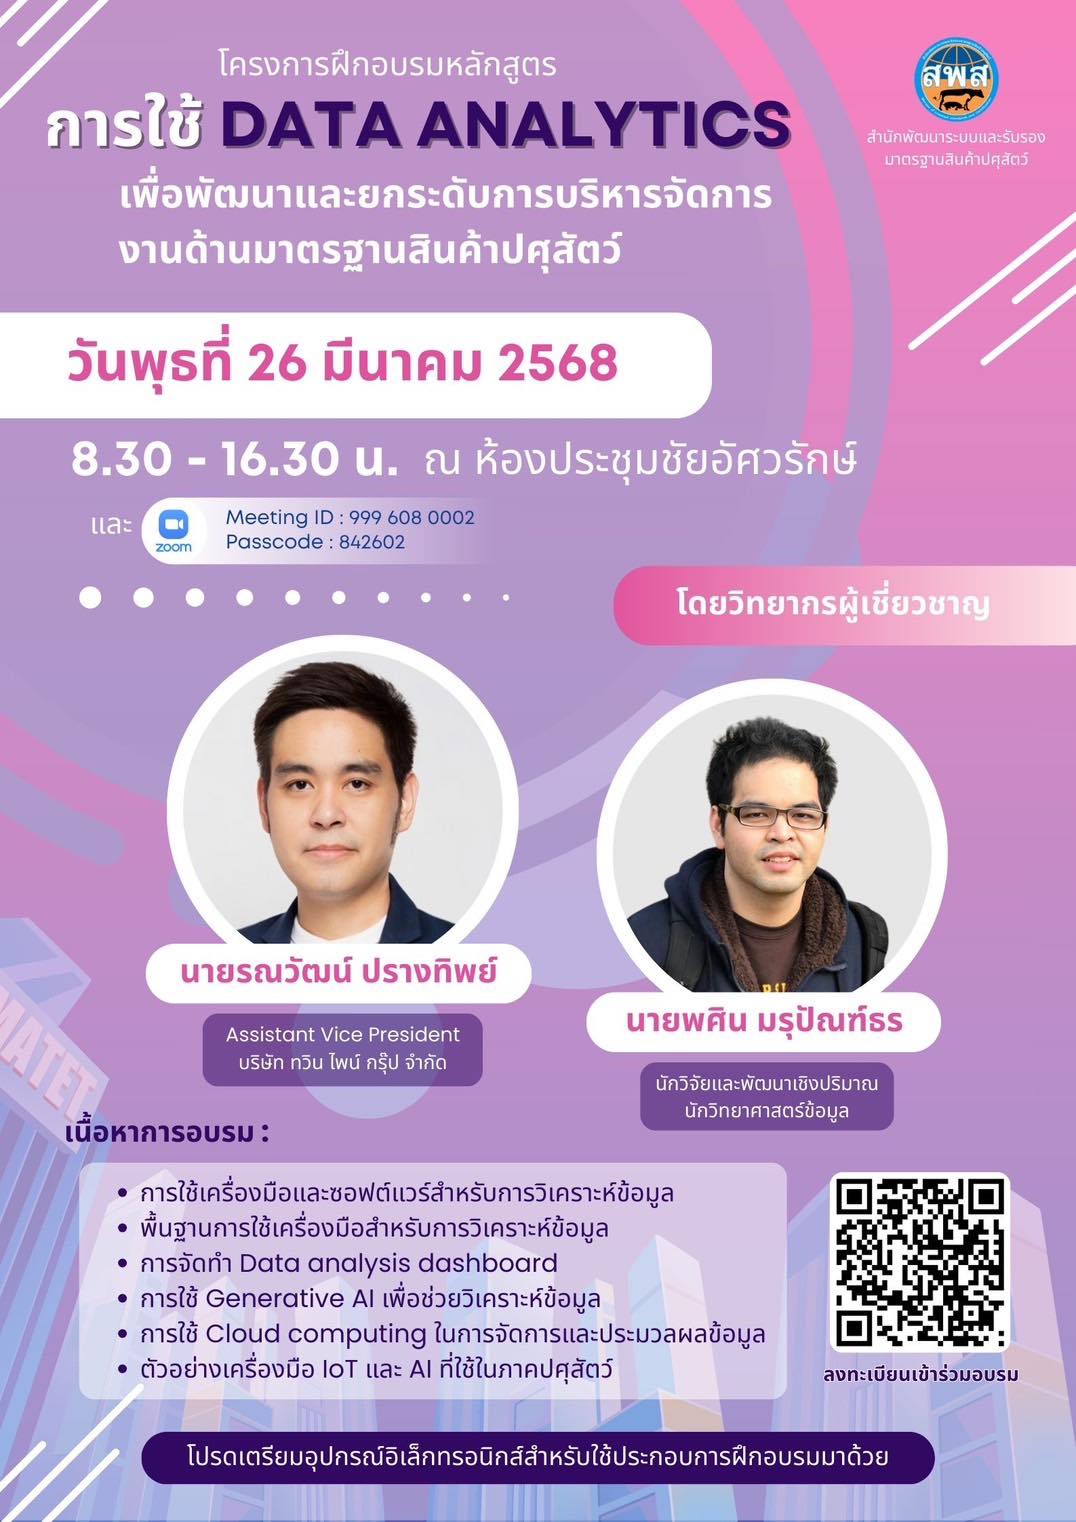 โครงการฝึกอบรมหลักสูตร
การใช้ DATA ANALYTICS
เพื่อพัฒนาและยกระดับการบริหารจัดการ
งานด้านมาตรฐานสินค้าปศุสัตว์
สพส
สำนักพัฒนาระบบและรับรอง
มาตรฐานสินค้าปศุสัตว์
วันพุธที่ 26 มีนาคม 2568
8.30 - 16.30 น. ณ ห้องประชุมชัยอัศวรักษ์
และ
zoom
Meeting ID : 999 608 0002
Passcode : 842602
โดยวิทยากรผู้เชี่ยวชาญ
นายรณวัฒน์ ปรางทิพย์
Assistant Vice President
บริษัท ทวิน ไพน์ กรุ๊ป จำกัด
นายพศิน มรุปัณฑ์ธร
นักวิจัยและพัฒนาเชิงปริมาณ
นักวิทยาศาสตร์ข้อมูล
เนื้อหาการอบรม :
• การใช้เครื่องมือและซอฟต์แวร์สำหรับการวิเคราะห์ข้อมูล
• พื้นฐานการใช้เครื่องมือสำหรับการวิเคราะห์ข้อมูล
• การจัดทำ Data analysis dashboard
• การใช้ Generative AI เพื่อช่วยวิเคราะห์ข้อมูล
• การใช้ Cloud computing ในการจัดการและประมวลผลข้อมูล
• ตัวอย่างเครื่องมือ IoT และ AI ที่ใช้ในภาคปศุสัตว์
ลงทะเบียนเข้าร่วมอบรม
โปรดเตรียมอุปกรณ์อิเล็กทรอนิกส์สำหรับใช้ประกอบการฝึกอบรมมาด้วย